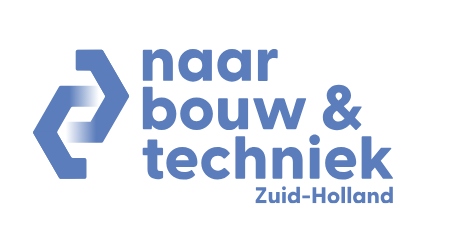 naar
bouw &
techniek
Zuid-Holland